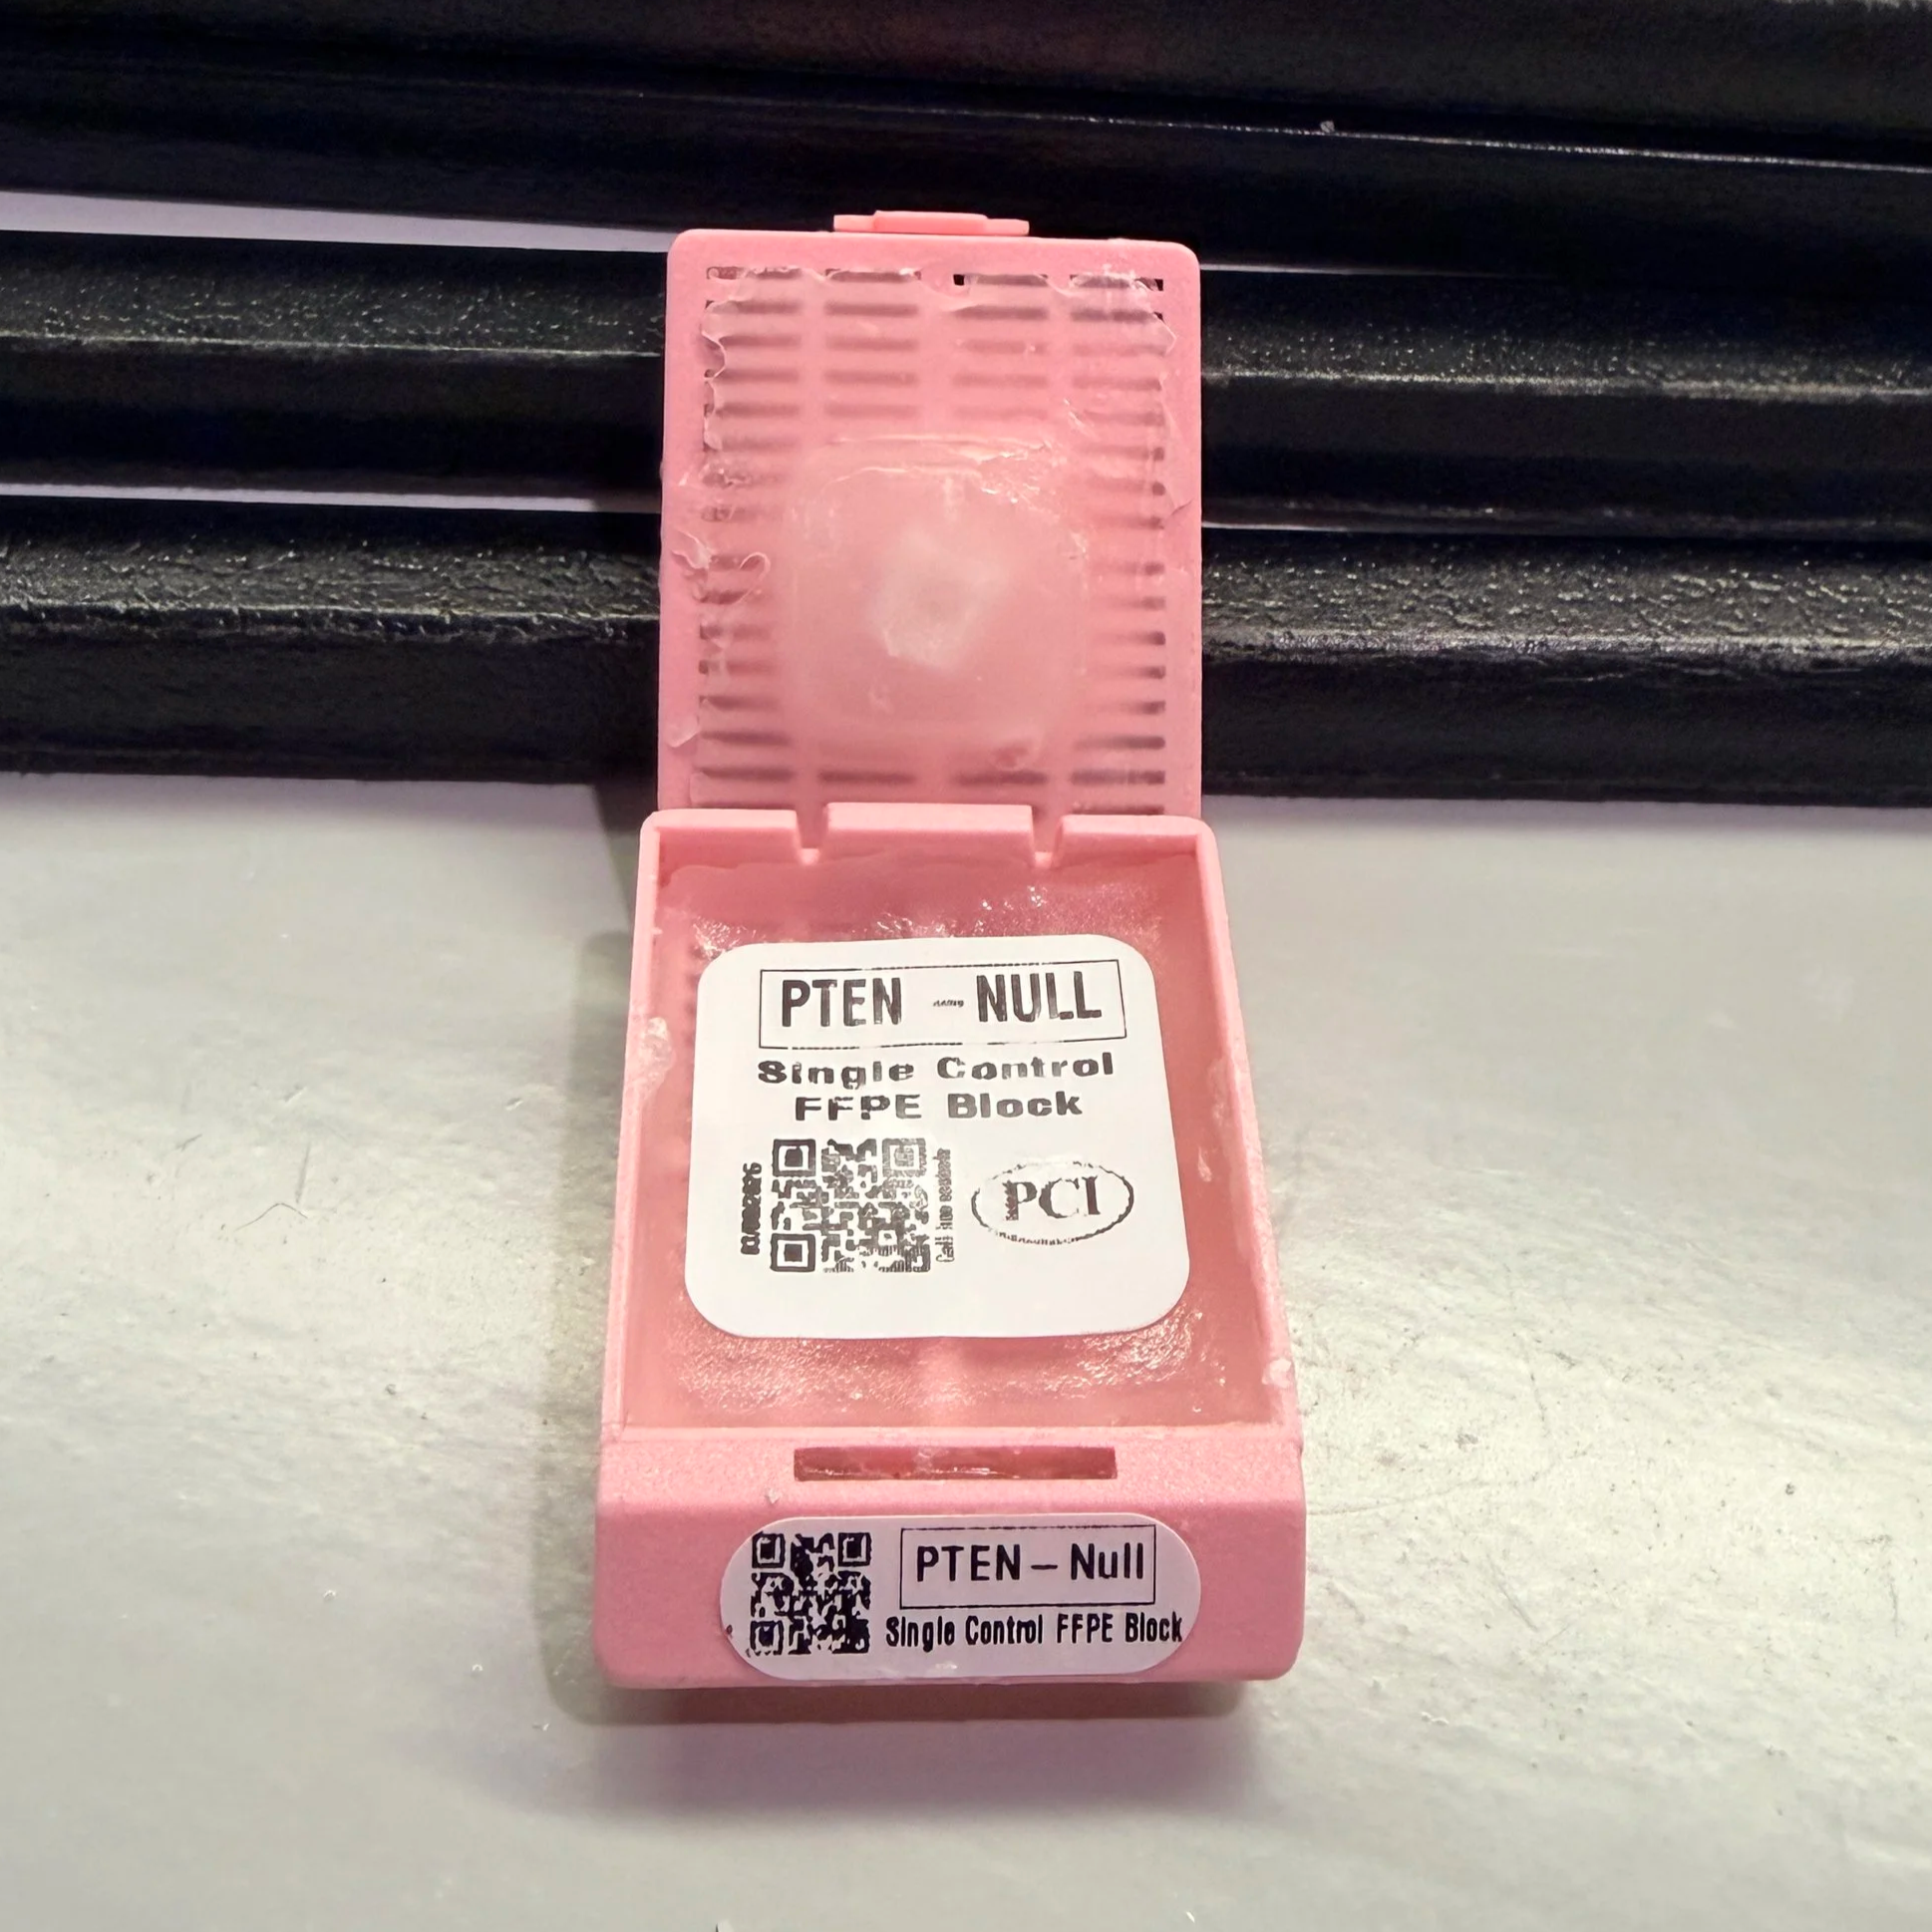 PTEN - NULL
Single Control
FFPE Block
PCI
PTEN – Null
Single Control FFPE Block